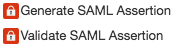 Generate SAML Assertion
Validate SAML Assertion